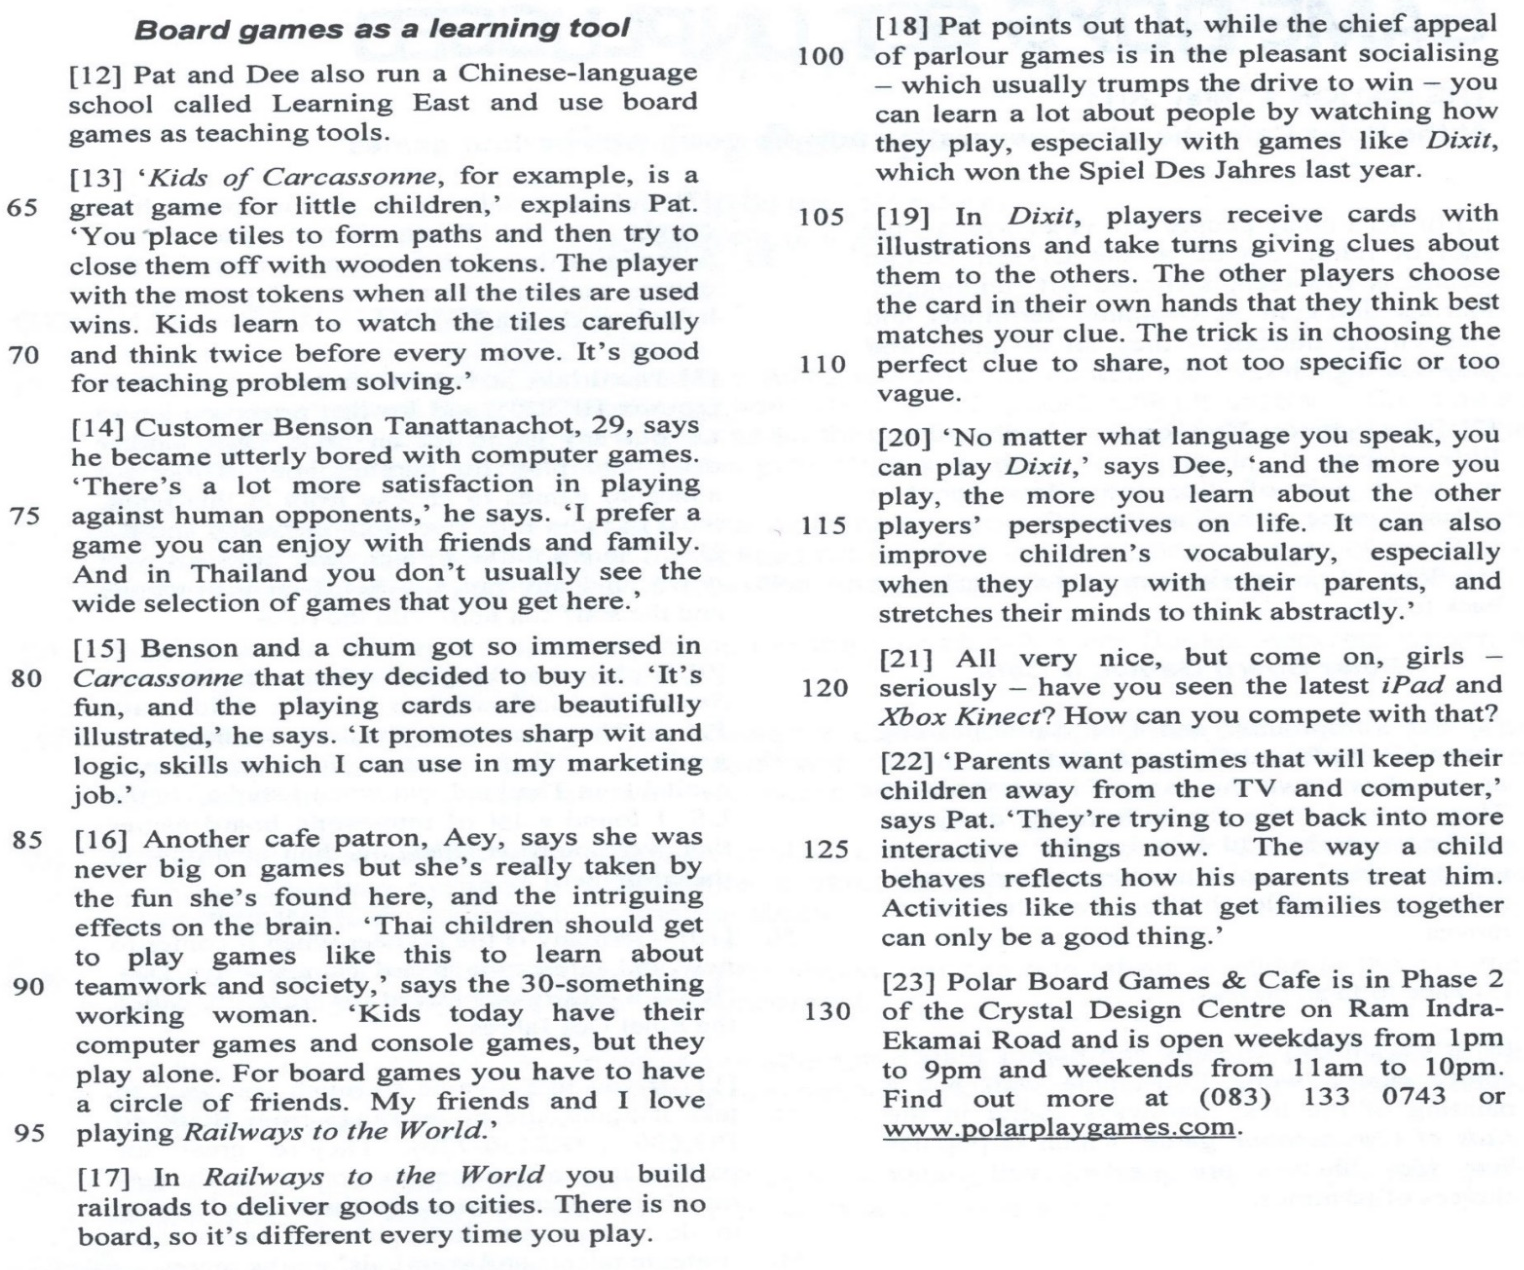 Board games as a learning tool
[12] Pat and Dee also run a Chinese-language
school called Learning East and use board
games as teaching tools.
[13] ‘Kids of Carcassonne, for example, is a
65 great game for little children,’ explains Pat.
‘You place tiles to form paths and then try to
close them off with wooden tokens. The player
with the most tokens when all the tiles are used
wins. Kids learn to watch the tiles carefully
70 and think twice before every move. It’s good
for teaching problem solving.’
[14] Customer Benson Tanattanachot, 29, says
he became utterly bored with computer games.
‘There’s a lot more satisfaction in playing
75 against human opponents,’ he says. ‘I prefer a
game you can enjoy with friends and family.
And in Thailand you don’t usually see the
wide selection of games that you get here.’
[15] Benson and a chum got so immersed in
80 Carcassonne that they decided to buy it. ‘It’s
fun, and the playing cards are beautifully
illustrated,’ he says. ‘It promotes sharp wit and
logic, skills which I can use in my marketing
job.’
85 [16] Another cafe patron, Aey, says she was
never big on games but she’s really taken by
the fun she’s found here, and the intriguing
effects on the brain. ‘Thai children should get
to play games like this to learn about
90 teamwork and society,’ says the 30-something
working woman. ‘Kids today have their
computer games and console games, but they
play alone. For board games you have to have
a circle of friends. My friends and I love
95 playing Railways to the World.’
[17] In Railways to the World you build
railroads to deliver goods to cities. There is no
board, so it’s different every time you play.
[18] Pat points out that, while the chief appeal
100 of parlour games is in the pleasant socialising
– which usually trumps the drive to win – you
can learn a lot about people by watching how
they play, especially with games like Dixit,
which won the Spiel Des Jahres last year.
105 [19] In Dixit, players receive cards with
illustrations and take turns giving clues about
them to the others. The other players choose
the card in their own hands that they think best
matches your clue. The trick is in choosing the
110 perfect clue to share, not too specific or too
vague.
[20] ‘No matter what language you speak, you
can play Dixit,’ says Dee, ‘and the more you
play, the more you learn about the other
115 players’ perspectives on life. It can also
improve children’s vocabulary, especially
when they play with their parents, and
stretches their minds to think abstractly.’
[21] All very nice, but come on, girls –
120 seriously – have you seen the latest iPad and
Xbox Kinect? How can you compete with that?
[22] ‘Parents want pastimes that will keep their
children away from the TV and computer,’
says Pat. ‘They’re trying to get back into more
125 interactive things now. The way a child
behaves reflects how his parents treat him.
Activities like this that get families together
can only be a good thing.’
[23] Polar Board Games & Cafe is in Phase 2
130 of the Crystal Design Centre on Ram Indra-
Ekamai Road and is open weekdays from 1pm
to 9pm and weekends from 11am to 10pm.
Find out more at (083) 133 0743 or
www.polarplaygames.com.